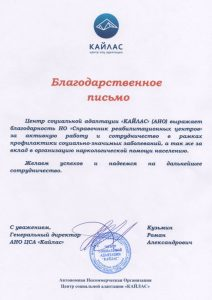 КАЙЛАС
Благодарственное
письмо
Центр социальной адаптации «КАЙЛАС» (АНО) выражает
благодарность НО «Справочник реабилитационных центров»
за активную работу и сотрудничество в рамках
профилактики социально-значимых заболеваний, а так же за
вклад в организацию наркологической помощи населению.
Желаем успехов и надеемся на дальнейшее
сотрудничество.
С уважением,
Генеральный директор
АНО ЦСА «Кайлас»
Кузьмин
Роман
Александрович
Автономная Некоммерческая Организация
Центр социальной адаптации «КАЙЛАС»